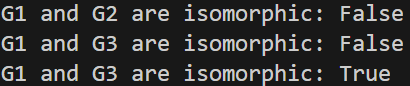 G1 and G2 are isomorphic: False
G1 and G3 are isomorphic: False
G1 and G3 are isomorphic: True